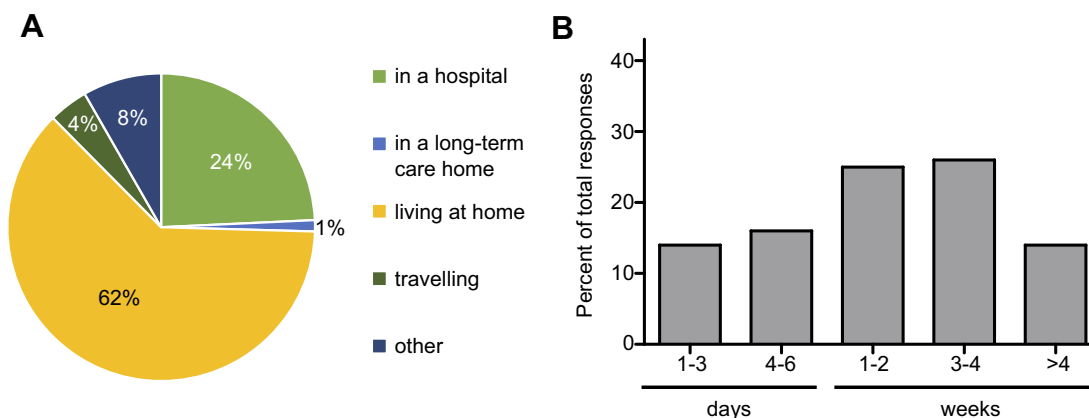 A
24%
1%
62%
4%
8%
in a hospital
in a long-term
care home
living at home
travelling
other
B
Percent of total responses
40
30
20
10
0
1-3
4-6
1-2
3-4
>4
days
weeks